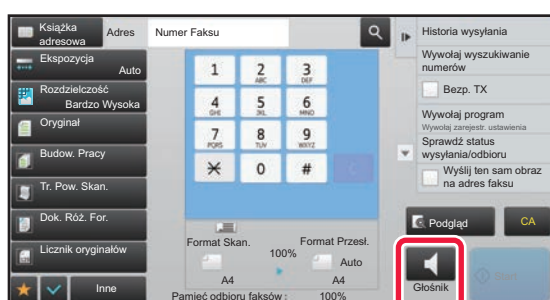 Książka adresowa
Adres
Numer Faksu
Ekspozycja
Auto
Rozdzielczość
Bardzo Wysoka
Oryginał
Budow. Pracy
Tr. Pow. Skan.
Dok. Róż. For.
Licznik oryginałów
Inne
1
2
ABC
3
DEF
4
GHI
5
JKL
6
MNO
7
PQRS
8
TUV
9
WXYZ
0
#
C
Format Skan.
100%
Format Przesł.
Auto
A4
A4
Pamięć odbioru faksów :
100%
Historia wysyłania
Wywołaj wyszukiwanie
numerów
Bezp. TX
Wywołaj program
Wywołaj zarejestr. ustawienia
Sprawdź status
wysyłania/odbioru
Wyślij ten sam obraz
na adres faksu
Podgląd
CA
Głośnik
Start